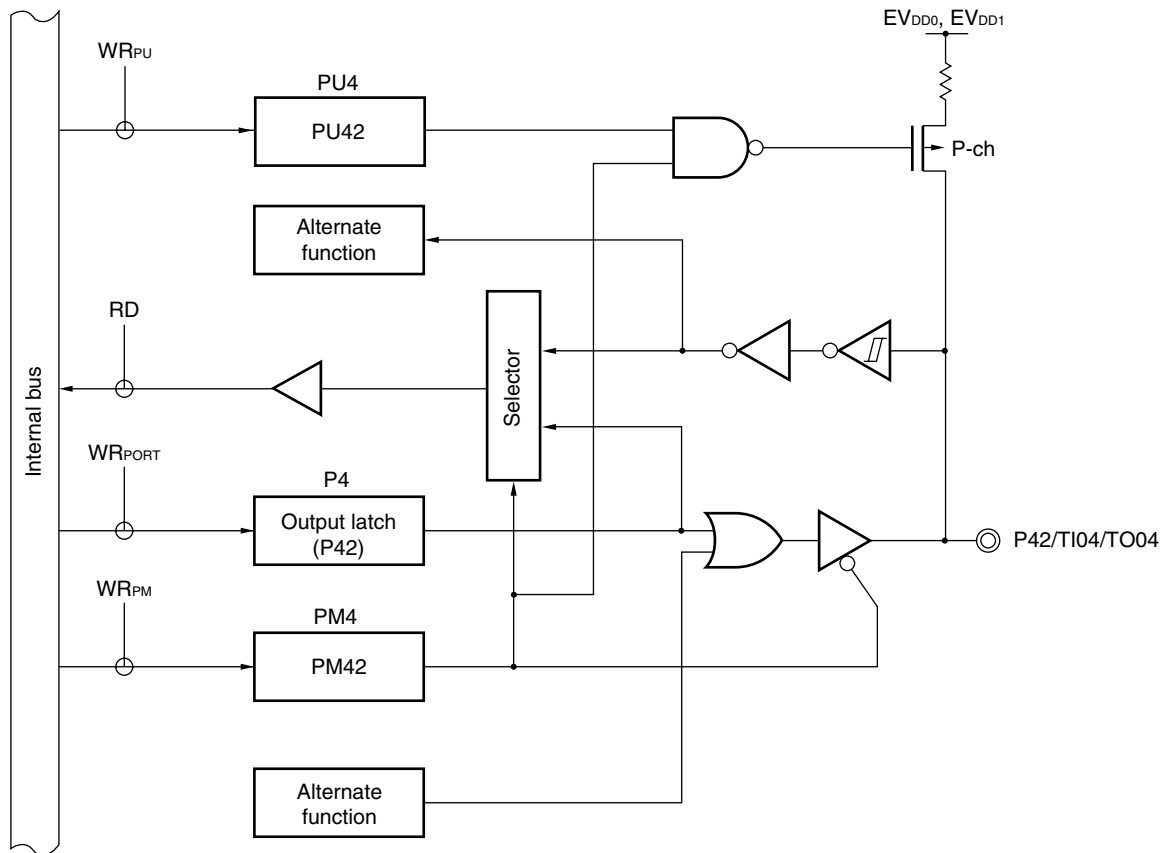 EVDD0, EVDD1
WRPU
PU4
PU42
P-ch
Alternate
function
RD
Selector
Internal bus
WRPORT
P4
Output latch
(P42)
P42/TI04/TO04
WRPM
PM4
PM42
Alternate
function